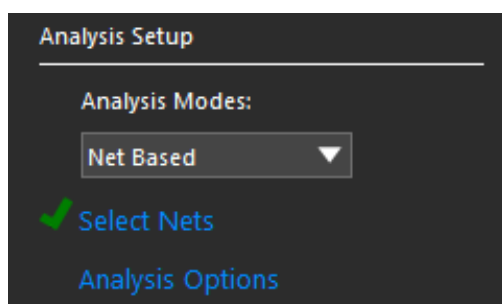 Analysis Setup
Analysis Modes:
Net Based
Select Nets
Analysis Options